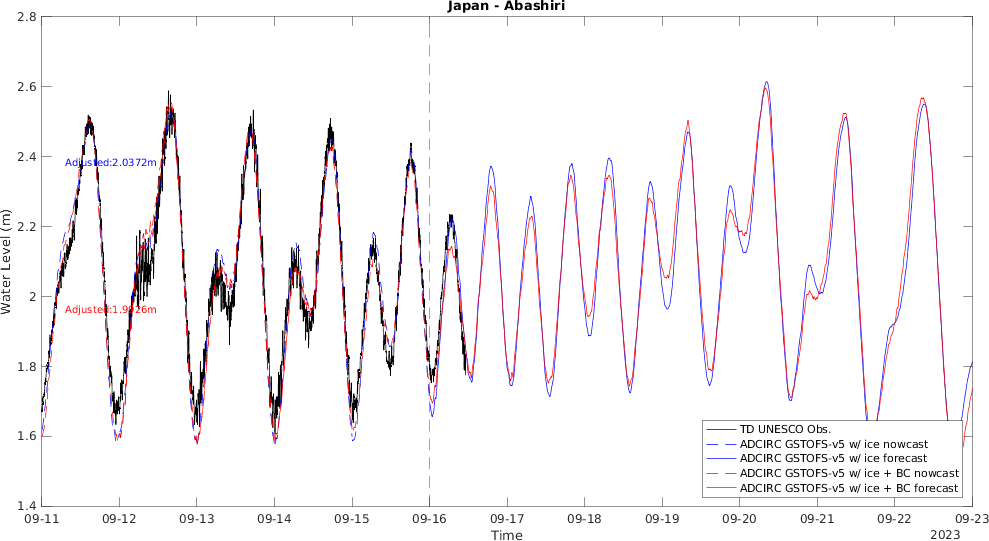 Japan - Abashiri
2.8
2.6
2.4
2.2
2
1.8
1.6
1.4
Water Level (m)
Adjusted:2.0372m
Adjusted:1.9926m
TD UNESCO Obs.
ADCIRC GSTOFS-v5 w/ ice nowcast
ADCIRC GSTOFS-v5 w/ ice forecast
ADCIRC GSTOFS-v5 w/ ice + BC nowcast
ADCIRC GSTOFS-v5 w/ ice + BC forecast
09-11 09-12 09-13 09-14 09-15 09-16 09-17 09-18 09-19 09-20 09-21 09-22 09-23
Time
2023